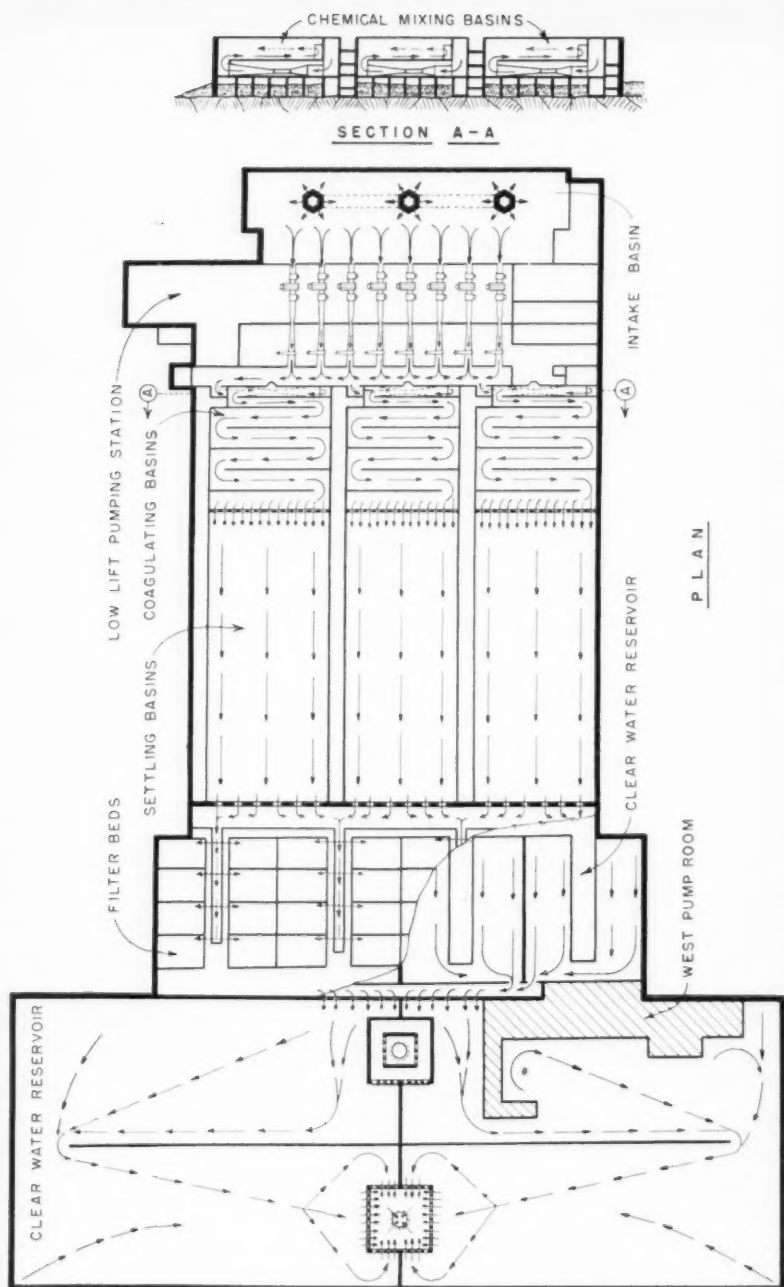 CHEMICAL MIXING BASINS
SECTION A-A
INTAKE BASIN
LOW LIFT PUMPING STATION
A
A
COAGULATING BASINS
PLAN
SETTLING BASINS
CLEAR WATER RESERVOIR
FILTER BEDS
WEST PUMP ROOM
CLEAR WATER RESERVOIR